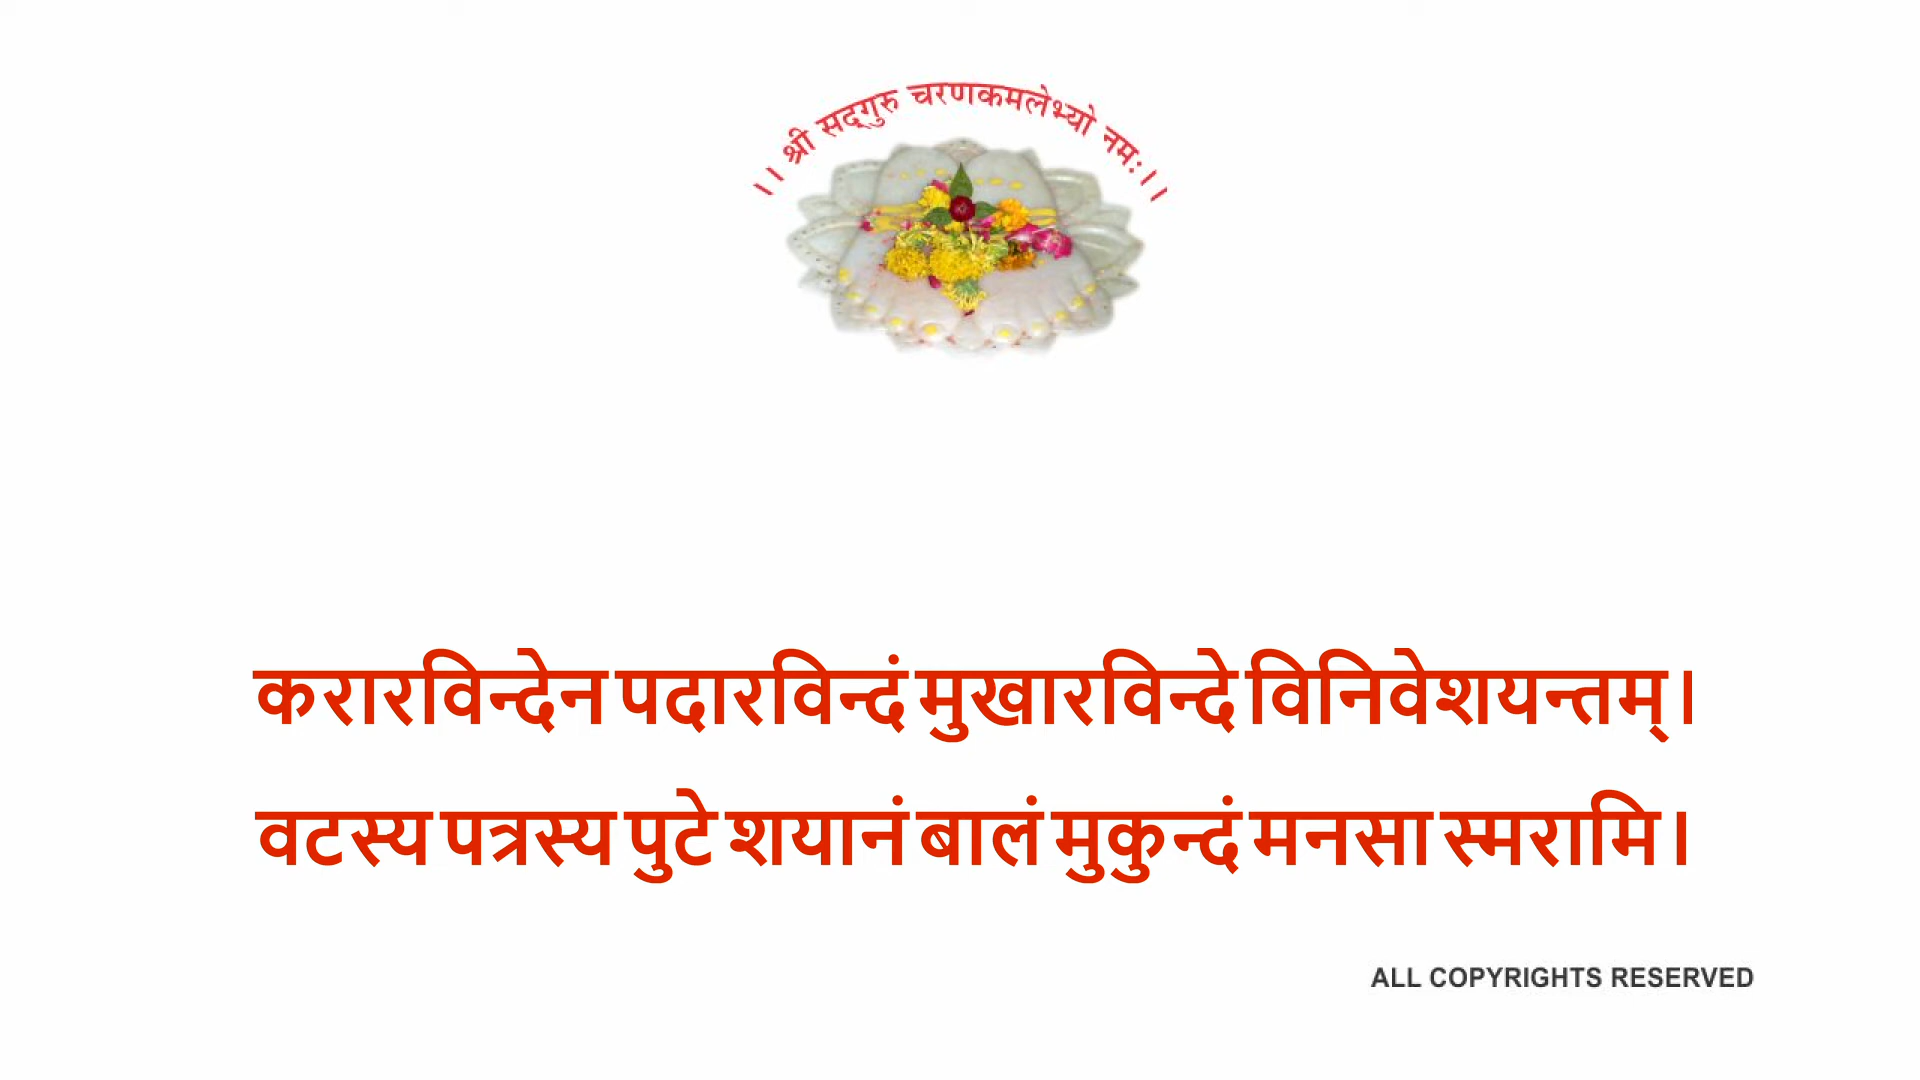 ।। श्री सद्‌गुरु चरणकमलेभ्यो नमः।।
करारविन्देन पदारविन्दं मुखारविन्दे विनिवेशयन्तम्।
वटस्य पत्रस्य पुटे शयानं बालं मुकुन्दं मनसा स्मरामि।
ALL COPYRIGHTS RESERVED